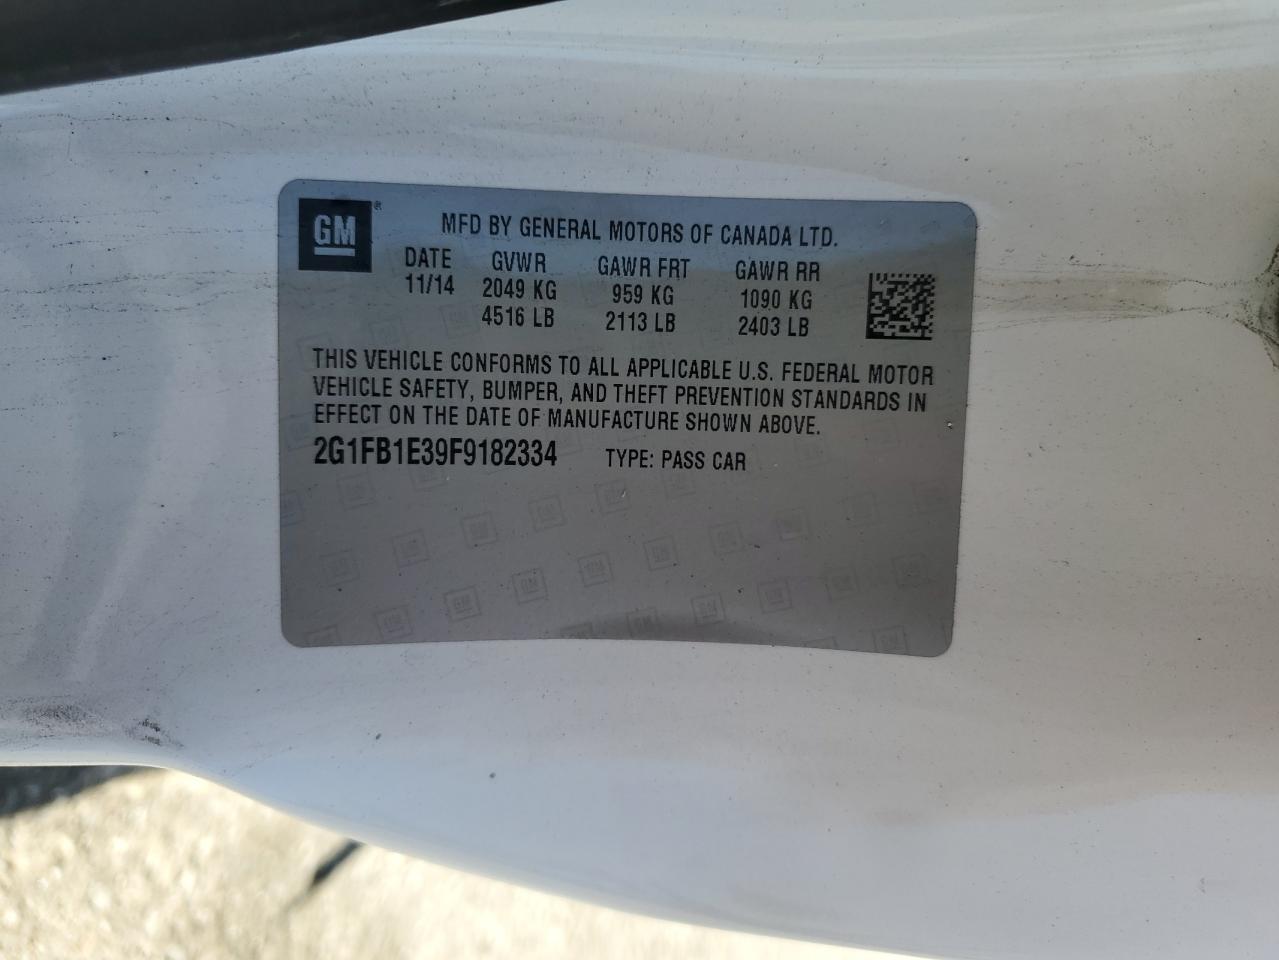 GM®
MFD BY GENERAL MOTORS OF CANADA LTD.
DATE GVWR GAWR FRT GAWR RR
11/14 2049 KG 959 KG 1090 KG
4516 LB 2113 LB 2403 LB
THIS VEHICLE CONFORMS TO ALL APPLICABLE U.S. FEDERAL MOTOR
VEHICLE SAFETY, BUMPER, AND THEFT PREVENTION STANDARDS IN
EFFECT ON THE DATE OF MANUFACTURE SHOWN ABOVE.
2G1FB1E39F9182334 TYPE: PASS CAR